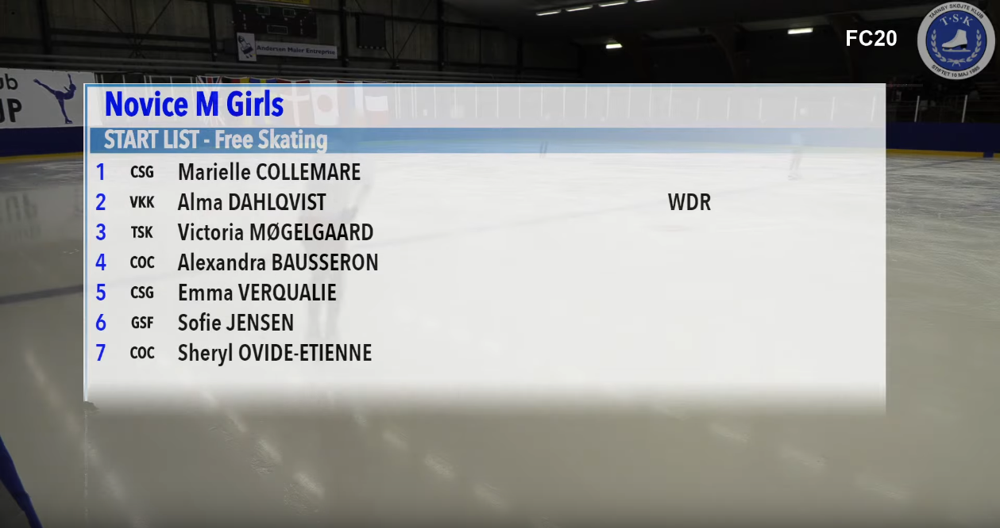 FC20
TÅRNBY SKØJTE KLUB
T·S·K
STIFTET 10 MAJ 1985
Andersen Maler Entreprise
ub
UP
Novice M Girls
START LIST - Free Skating
1 CSG Marielle COLLEMARE
2 VKK Alma DAHLQVIST WDR
3 TSK Victoria MØGELGAARD
4 COC Alexandra BAUSSERON
5 CSG Emma VERQUALIE
6 GSF Sofie JENSEN
7 COC Sheryl OVIDE-ETIENNE